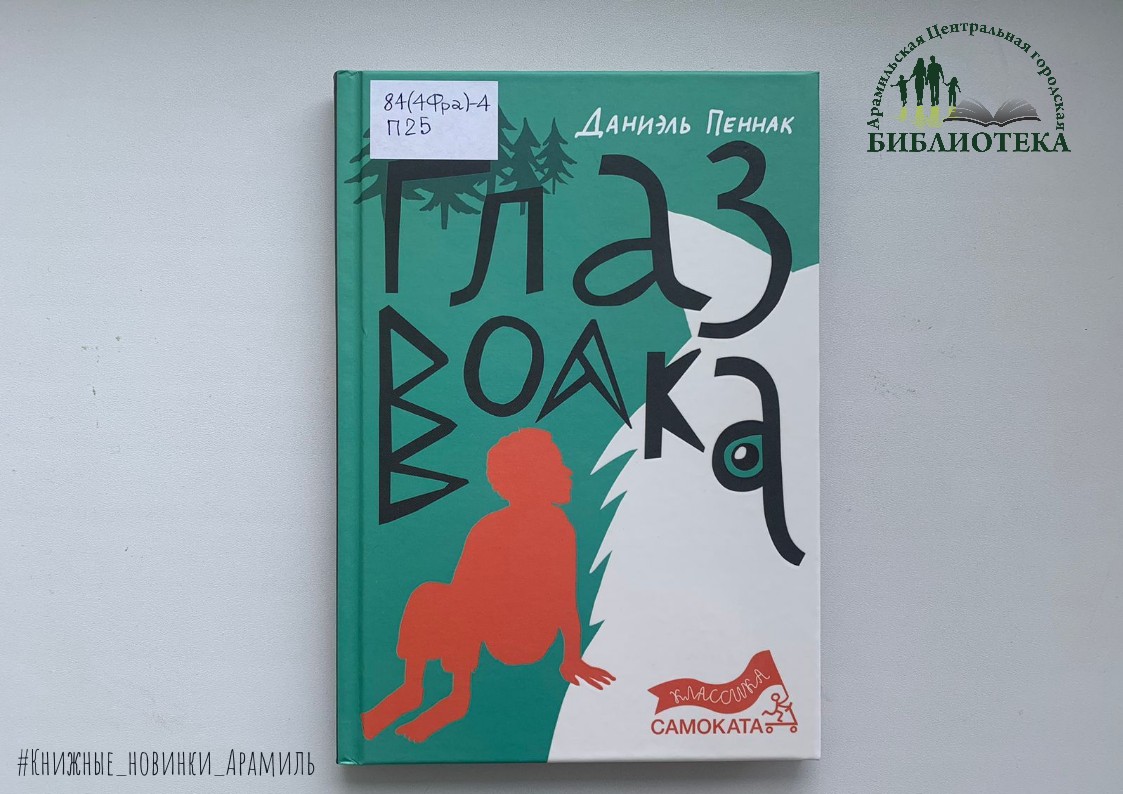 84(4Фра)-4
П25
Даниэль Пеннак
Глаз
волка
КЛАССИКА
САМОКАТА
Арамильская Центральная городская
БИБЛИОТЕКА
#Книжные_новинки_Арамиль